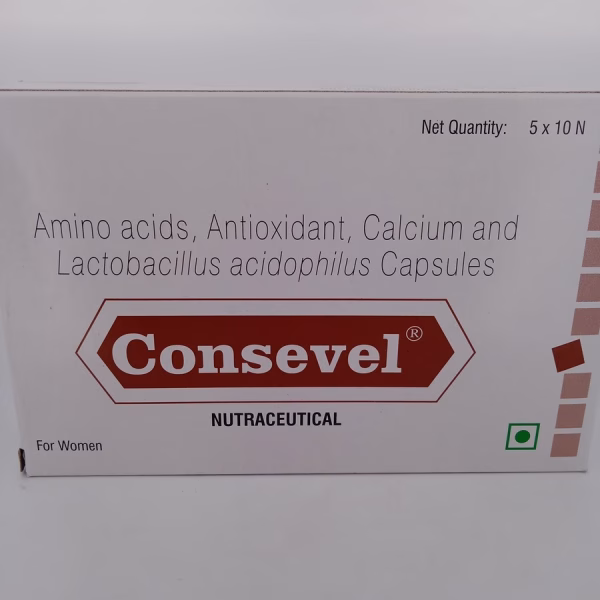 Net Quantity: 5 x 10 N
Amino acids, Antioxidant, Calcium and
Lactobacillus acidophilus Capsules
Consevel®
NUTRACEUTICAL
For Women